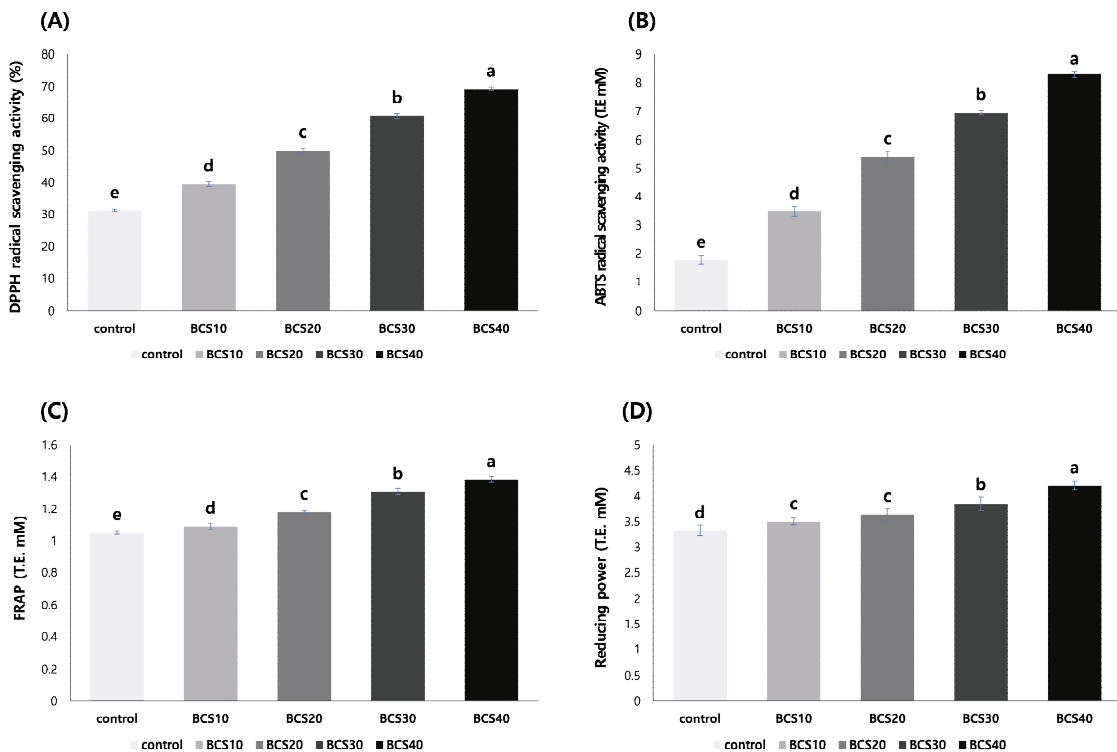 (A)
DPPH radical scavenging activity (%)
80
70
60
50
40
30
20
10
0
e
d
c
b
a
control BCS10 BCS20 BCS30 BCS40
control BCS10 BCS20 BCS30 BCS40
(B)
ABTS radical scavenging activity (T.E mM)
9
8
7
6
5
4
3
2
1
0
e
d
c
b
a
control BCS10 BCS20 BCS30 BCS40
control BCS10 BCS20 BCS30 BCS40
(C)
FRAP (T.E. mM)
1.6
1.4
1.2
1
0.8
0.6
0.4
0.2
0
e
d
c
b
a
control BCS10 BCS20 BCS30 BCS40
control BCS10 BCS20 BCS30 BCS40
(D)
Reducing power (T.E. mM)
5
4.5
4
3.5
3
2.5
2
1.5
1
0.5
0
d
c
c
b
a
control BCS10 BCS20 BCS30 BCS40
control BCS10 BCS20 BCS30 BCS40